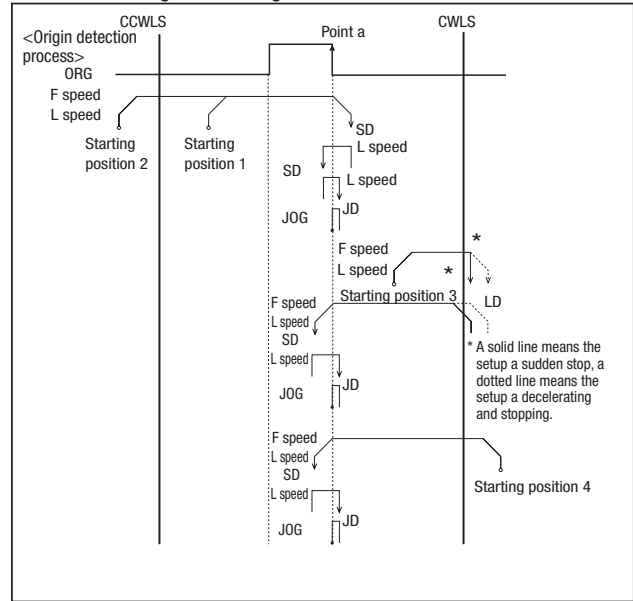 CCWLS
CWLS
<Origin detection
process>
Point a
ORG
F speed
L speed
Starting
position 2
Starting
position 1
SD
L speed
SD
L speed
JOG
JD
F speed
*
L speed
*
Starting position 3
LD
F speed
L speed
SD
* A solid line means the
setup a sudden stop, a
dotted line means the
setup a decelerating
and stopping.
L speed
JOG
JD
F speed
L speed
SD
Starting position 4
L speed
JOG
JD